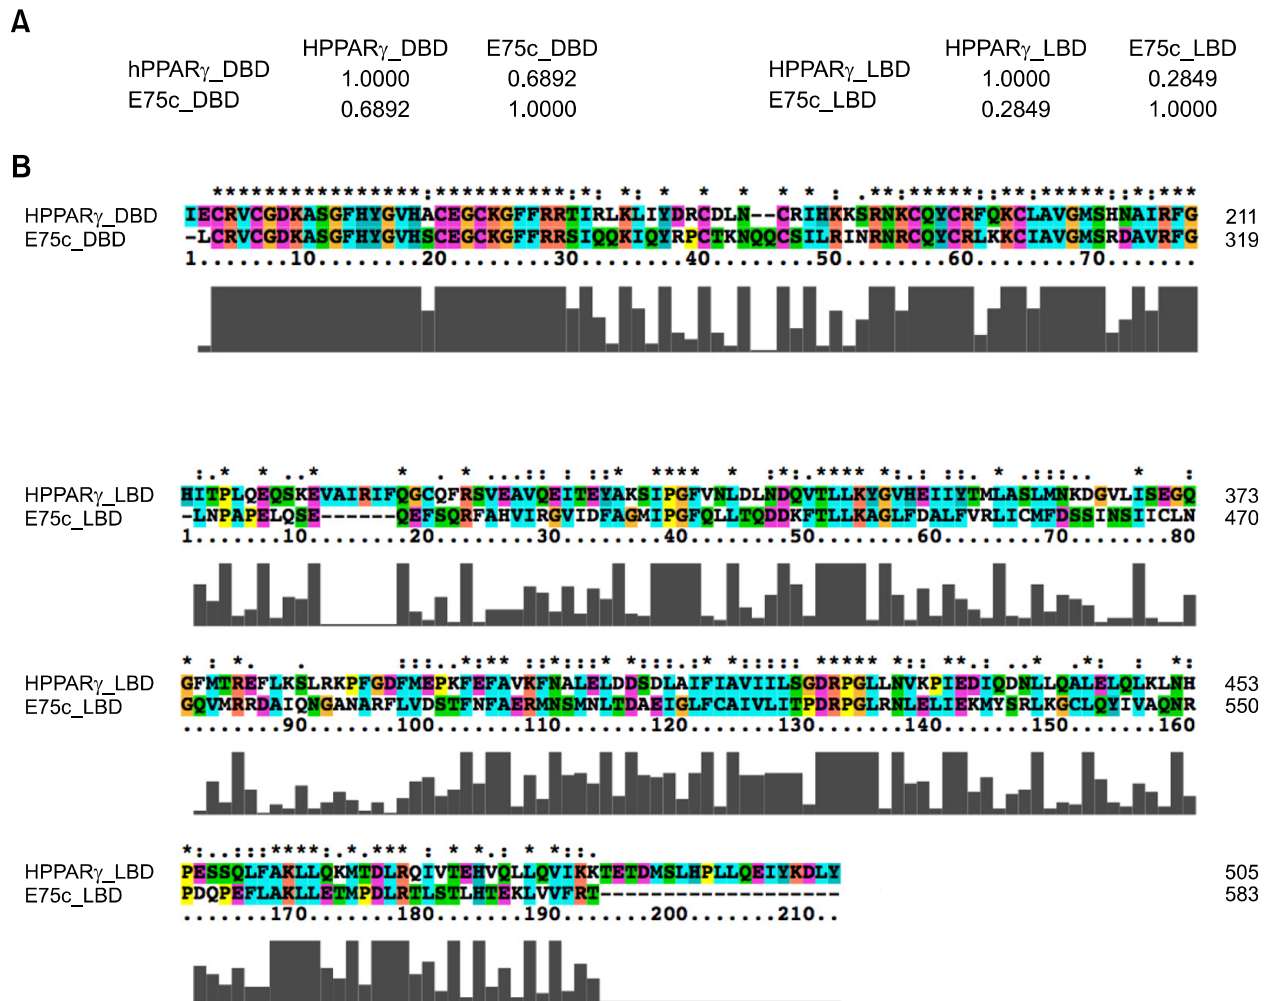 A
HPPARγ_DBD E75c_DBD
hPPARγ_DBD 1.0000 0.6892
E75c_DBD 0.6892 1.0000
HPPARγ_LBD E75c_LBD
HPPARγ_LBD 1.0000 0.2849
E75c_LBD 0.2849 1.0000
B
****************:**********:*: *: * * * * * : .**:*****:**:*****::*:***
HPPARγ_DBD IECRVCGDKASGFHYGVHACEGCKGFFRRTIRLKLIYDRCDLN--CRIHKKSRNKCQYCRFQKCLAVGMSHNAIRFG 211
E75c_DBD -LCRVCGDKASGFHYGVHSCEGCKGFFRRSIQQKIQYRPCTKNQQCSILRINRNRCQYCRLKKCIAVGMSRDAVRFG 319
1........10........20........30........40........50........60........70........
:.* * ..* * . * ...:: : ::* **** * *:. **** *: . ::. * .:::.. * :
HPPARγ_LBD HITPLQEQSKEVAIRIFQGCQFRSVEAVQEITEYAKSIPGFVNLDLNDQVTLLKYGVHEIIYTMLASLMNKDGVLISEGQ 373
E75c_LBD -LNPAPELQSE------QEFSQRFAHVIRGVIDFAGMIPGFQLLTQDDKFTLLKAGLFDALFVRLICMFDSSINSIICLN 470
1........10........20........30........40........50........60........70........80
* : *. . :::..*:** ::*:::* *:::.:* *:::::.***** *:: :**.: ..* .*: *:
HPPARγ_LBD GFMTREFLKSLRKPFGDFMEPKFEFAVKFNALELDDSDLAIFIAVIILSGDRPGLLNVKPIEDIQDNLLQALELQLKLNH 453
E75c_LBD GQVMRRDAIQNGANARFLVDSTFNFAERMNSMNLTDAEIGLFCAIVLITPDRPGLRNLELIEKMYSRLKGCLQYIVAQNR 550
........90........100.......110.......120.......130.......140.......150.......160
*:..:::****:.*.*** : * *: * *::.
HPPARγ_LBD PESSQLFAKLLQKMTDLRQIVTEHVQLLQVIKKTETDMSLHPLLQEIYKDLY 505
E75c_LBD PDQPEFLAKLLETMPDLRTLSTLHTEKLVVFRT------------------- 583
.......170.......180.......190.......200.......210..